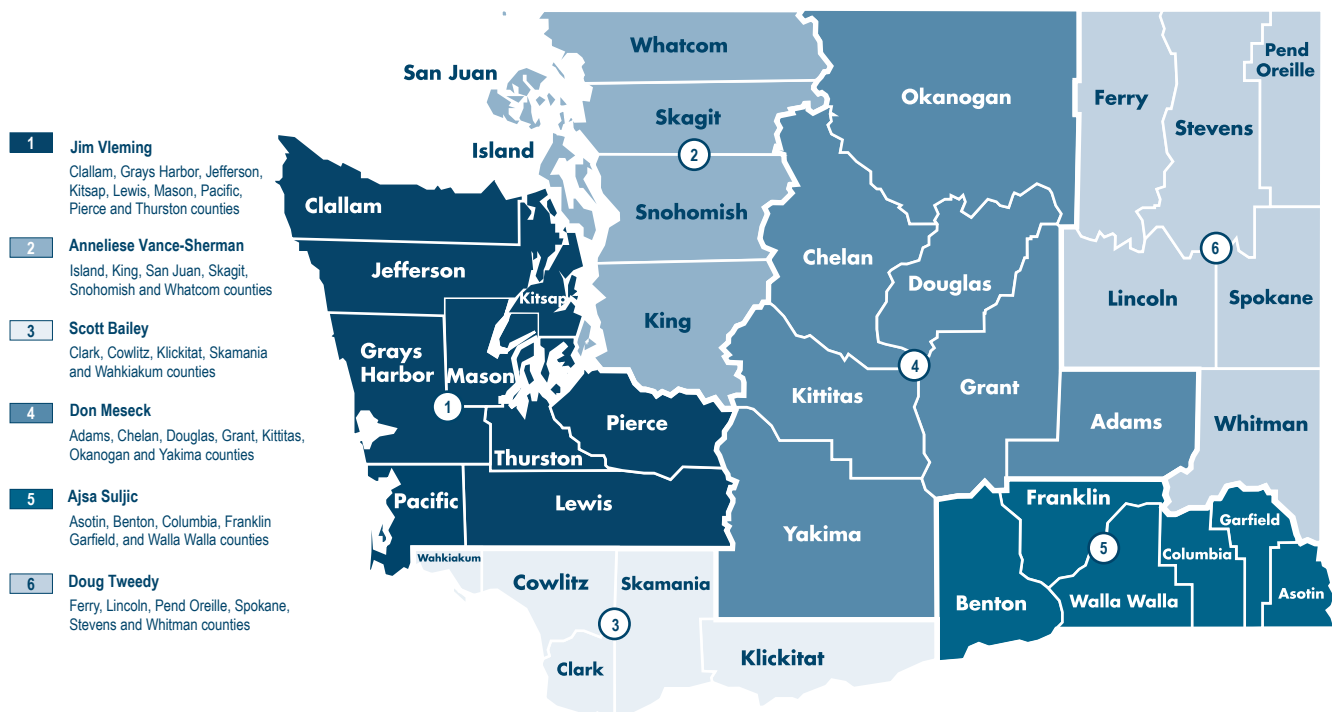 1
Jim Vleming
Clallam, Grays Harbor, Jefferson,
Kitsap, Lewis, Mason, Pacific,
Pierce and Thurston counties
2
Anneliese Vance-Sherman
Island, King, San Juan, Skagit,
Snohomish and Whatcom counties
3
Scott Bailey
Clark, Cowlitz, Klickitat, Skamania
and Wahkiakum counties
4
Don Meseck
Adams, Chelan, Douglas, Grant, Kittitas,
Okanogan and Yakima counties
5
Ajsa Suljic
Asotin, Benton, Columbia, Franklin
Garfield, and Walla Walla counties
6
Doug Tweedy
Ferry, Lincoln, Pend Oreille, Spokane,
Stevens and Whitman counties
Whatcom
San Juan
Skagit
Island
2
Snohomish
King
Clallam
Jefferson
Kitsap
Grays
Harbor
Mason
1
Pierce
Thurston
Pacific
Lewis
Wahkiakum
Cowlitz
Skamania
3
Clark
Klickitat
Okanogan
Chelan
Douglas
4
Kittitas
Grant
Adams
Yakima
Ferry
Stevens
Pend
Oreille
6
Lincoln
Spokane
Whitman
Franklin
5
Benton
Walla Walla
Columbia
Garfield
Asotin